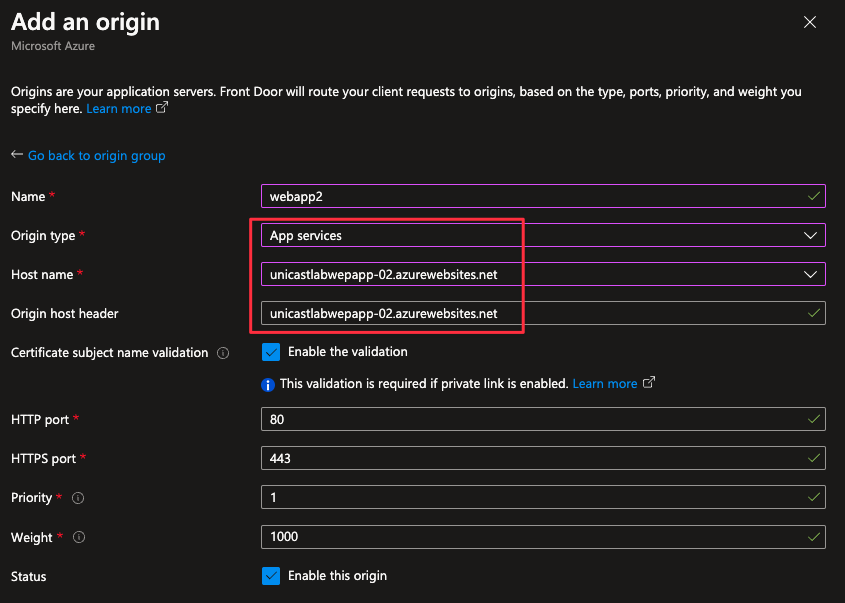 Add an origin
Microsoft Azure
Origins are your application servers. Front Door will route your client requests to origins, based on the type, ports, priority, and weight you
specify here. Learn more
Go back to origin group
Name *
webapp2
Origin type *
App services
Host name *
unicastlabwepapp-02.azurewebsites.net
Origin host header
unicastlabwepapp-02.azurewebsites.net
Certificate subject name validation
Enable the validation
This validation is required if private link is enabled. Learn more
HTTP port *
80
HTTPS port *
443
Priority *
1
Weight *
1000
Status
Enable this origin